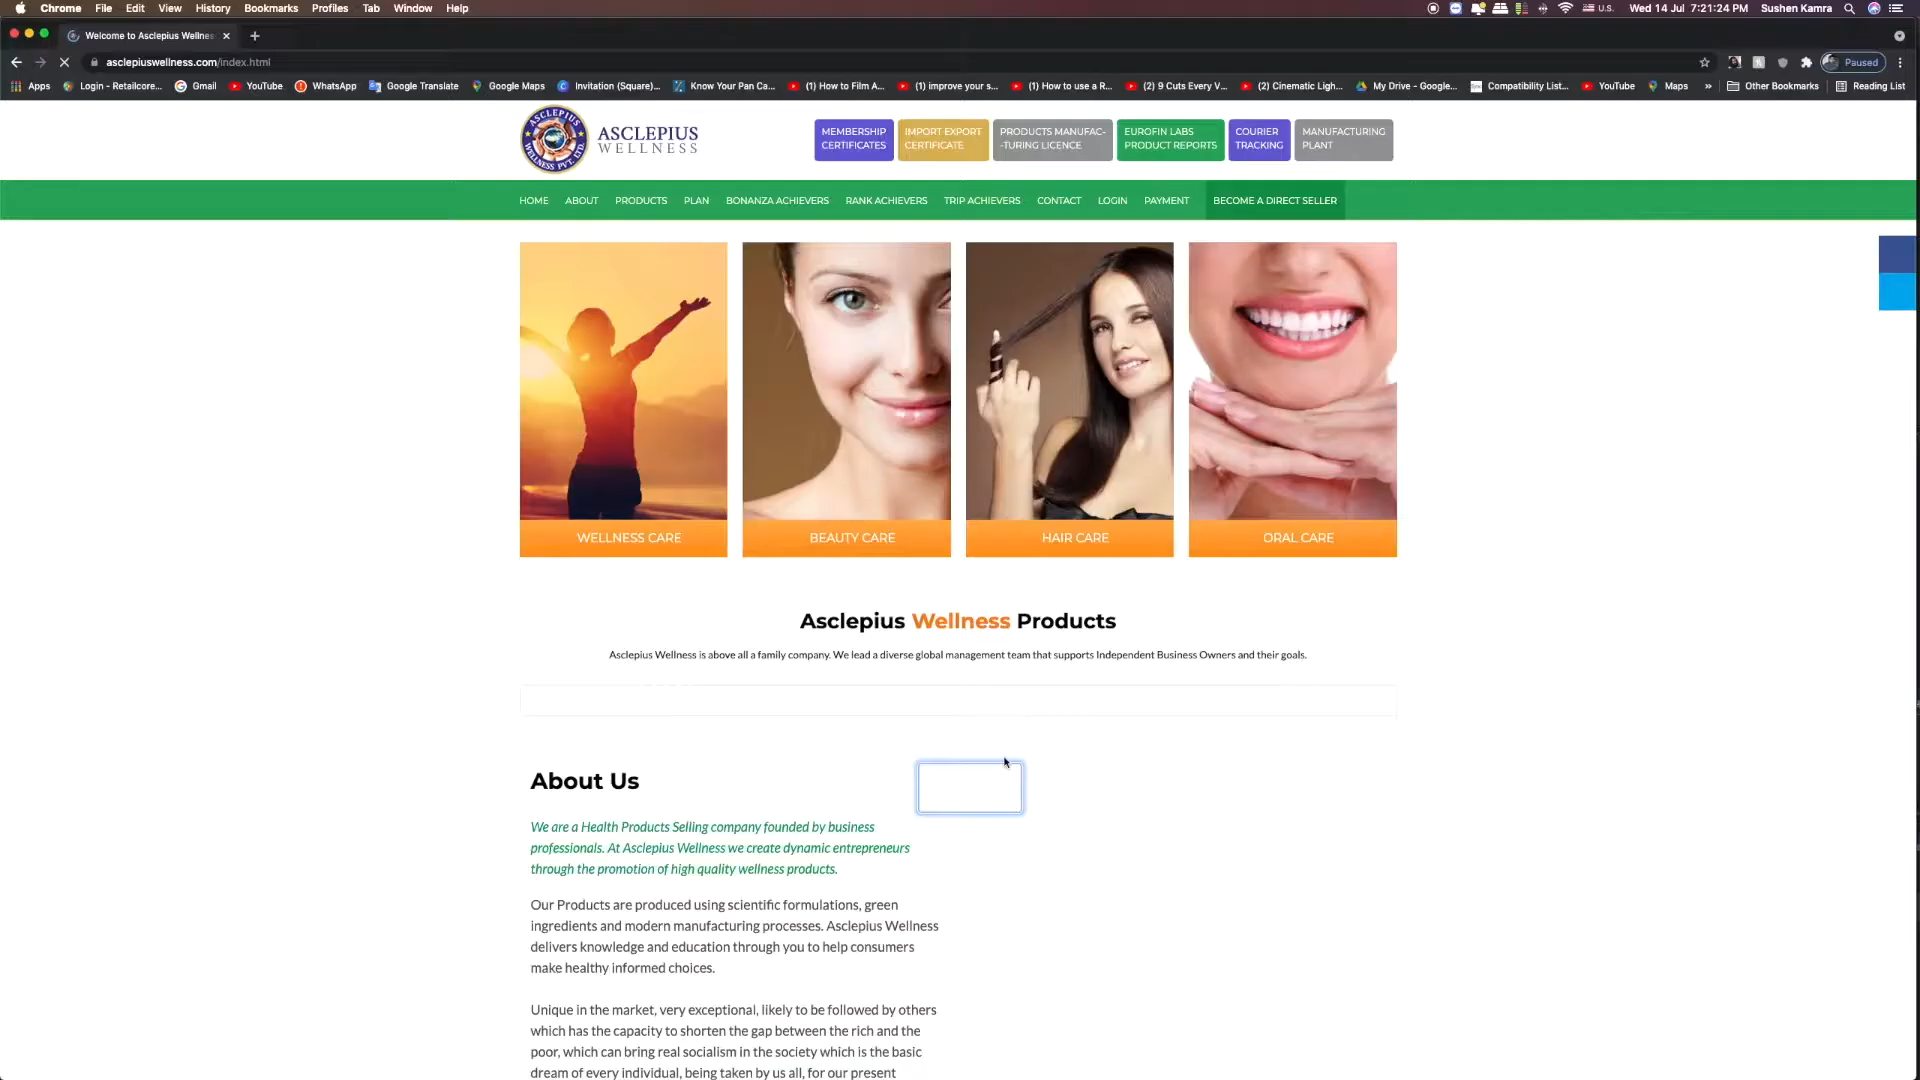 Chrome File Edit View History Bookmarks Profiles Tab Window Help
U.S. Wed 14 Jul 7:21:24 PM Sushen Kamra
Welcome to Asclepius Wellnes
asclepiuswellness.com/index.html
Paused
Apps Login - Retailcore... Gmail YouTube WhatsApp Google Translate Google Maps Invitation (Square)... Know Your Pan Ca... (1) How to Film A... (1) improve your s... (1) How to use a R... (2) 9 Cuts Every V... (2) Cinematic Ligh... My Drive - Google... Compatibility List... YouTube Maps » Other Bookmarks Reading List
ASCLEPIUS
WELLNESS PVT. LTD.
ASCLEPIUS
WELLNESS
MEMBERSHIP
CERTIFICATES
IMPORT EXPORT
CERTIFICATE
PRODUCTS MANUFAC-
-TURING LICENCE
EUROFIN LABS
PRODUCT REPORTS
COURIER
TRACKING
MANUFACTURING
PLANT
HOME ABOUT PRODUCTS PLAN BONANZA ACHIEVERS RANK ACHIEVERS TRIP ACHIEVERS CONTACT LOGIN PAYMENT BECOME A DIRECT SELLER
WELLNESS CARE BEAUTY CARE HAIR CARE ORAL CARE
Asclepius Wellness Products
Asclepius Wellness is above all a family company. We lead a diverse global management team that supports Independent Business Owners and their goals.
About Us
We are a Health Products Selling company founded by business
professionals. At Asclepius Wellness we create dynamic entrepreneurs
through the promotion of high quality wellness products.
Our Products are produced using scientific formulations, green
ingredients and modern manufacturing processes. Asclepius Wellness
delivers knowledge and education through you to help consumers
make healthy informed choices.
Unique in the market, very exceptional, likely to be followed by others
which has the capacity to shorten the gap between the rich and the
poor, which can bring real socialism in the society which is the basic
dream of every individual, being taken by us all, for our present